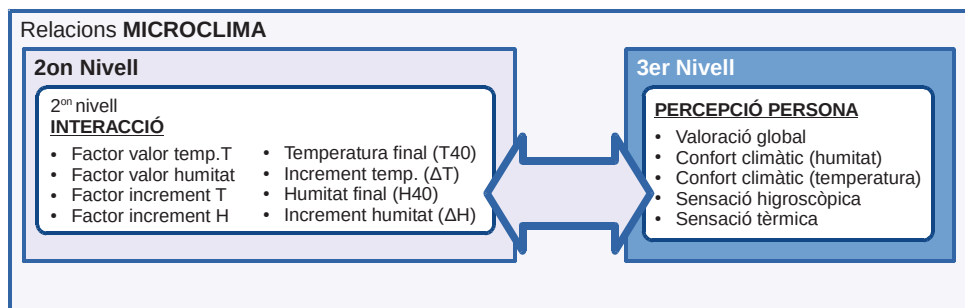 Relacions MICROCLIMA
2on Nivell
2on nivell
INTERACCIÓ
• Factor valor temp.T
• Factor valor humitat
• Factor increment T
• Factor increment H
• Temperatura final (T40)
• Increment temp. (ΔT)
• Humitat final (H40)
• Increment humitat (ΔH)
3er Nivell
PERCEPCIÓ PERSONA
• Valoració global
• Confort climàtic (humitat)
• Confort climàtic (temperatura)
• Sensació higroscòpica
• Sensació tèrmica